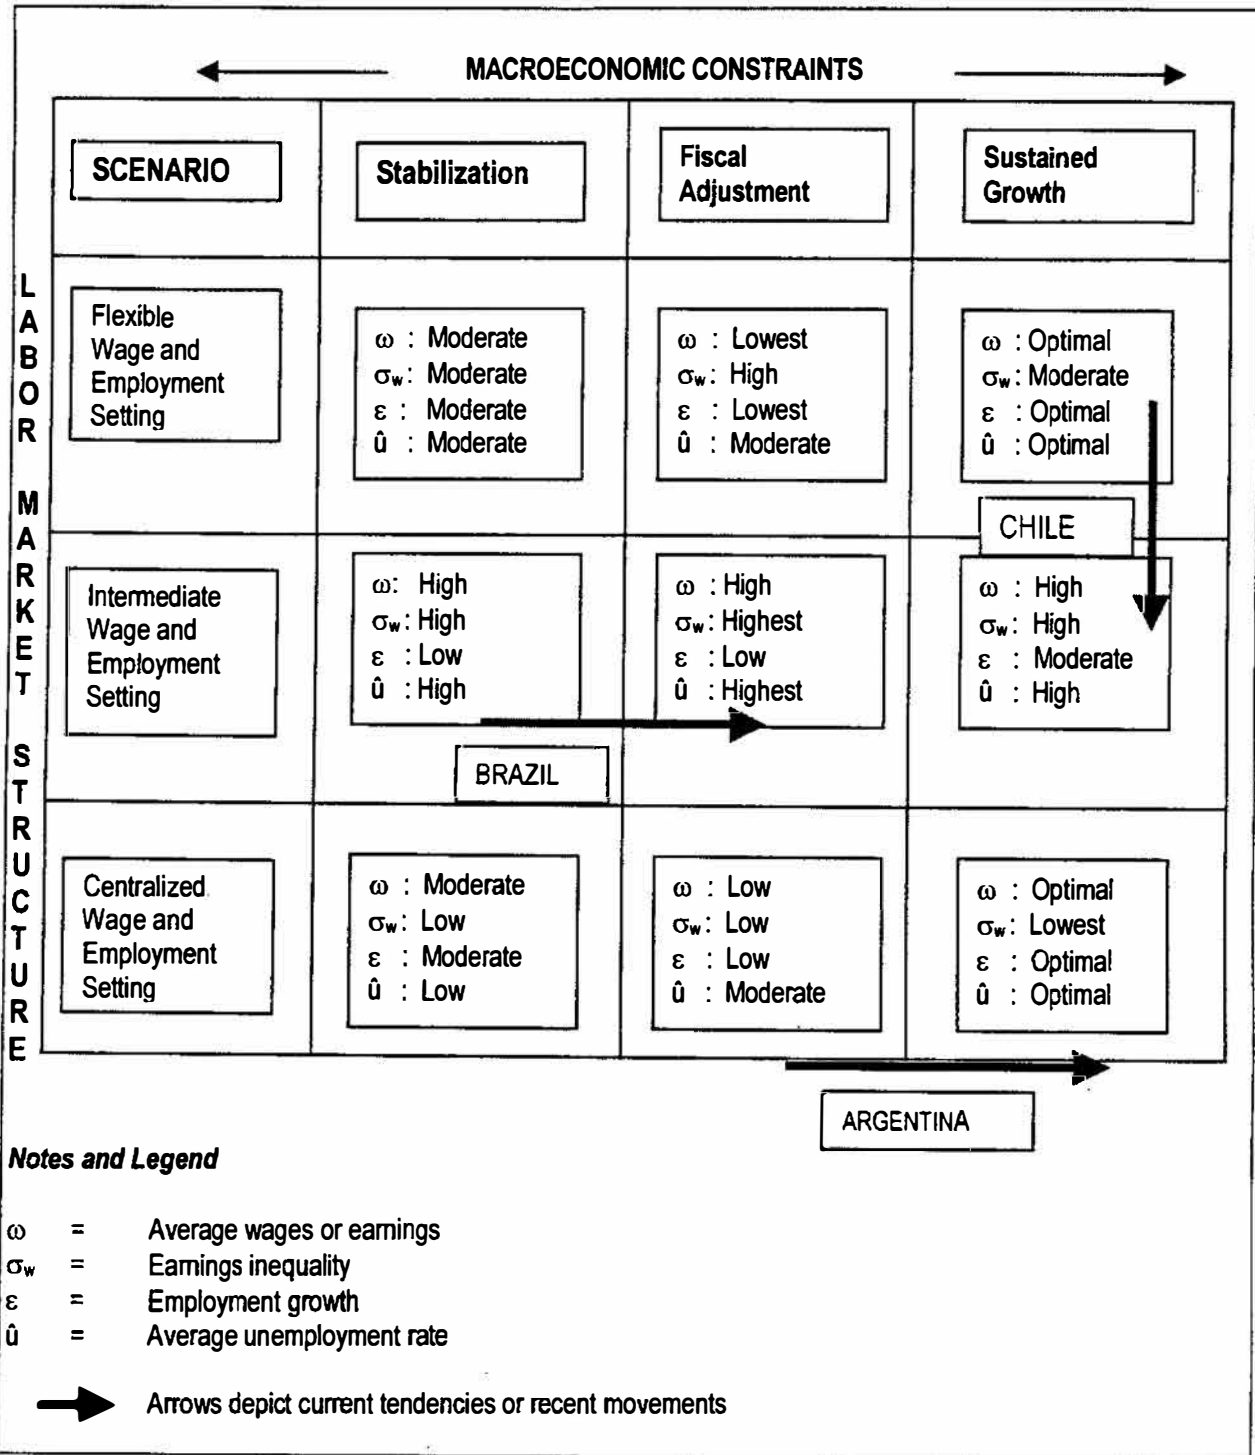 MACROECONOMIC CONSTRAINTS
SCENARIO
Stabilization
Fiscal
Adjustment
Sustained
Growth
LABOR MARKET STRUCTURE
Flexible
Wage and
Employment
Setting
ω : Moderate
σw: Moderate
ε : Moderate
û : Moderate
ω : Lowest
σw: High
ε : Lowest
û : Moderate
ω : Optimal
σw: Moderate
ε : Optimal
û : Optimal
CHILE
Intermediate
Wage and
Employment
Setting
ω: High
σw: High
ε : Low
û : High
ω : High
σw: Highest
ε : Low
û : Highest
ω : High
σw: High
ε : Moderate
û : High
BRAZIL
Centralized
Wage and
Employment
Setting
ω : Moderate
σw: Low
ε : Moderate
û : Low
ω : Low
σw: Low
ε : Low
û : Moderate
ω : Optimal
σw: Lowest
ε : Optimal
û : Optimal
ARGENTINA
Notes and Legend
ω = Average wages or earnings
σw = Earnings inequality
ε = Employment growth
û = Average unemployment rate
Arrows depict current tendencies or recent movements